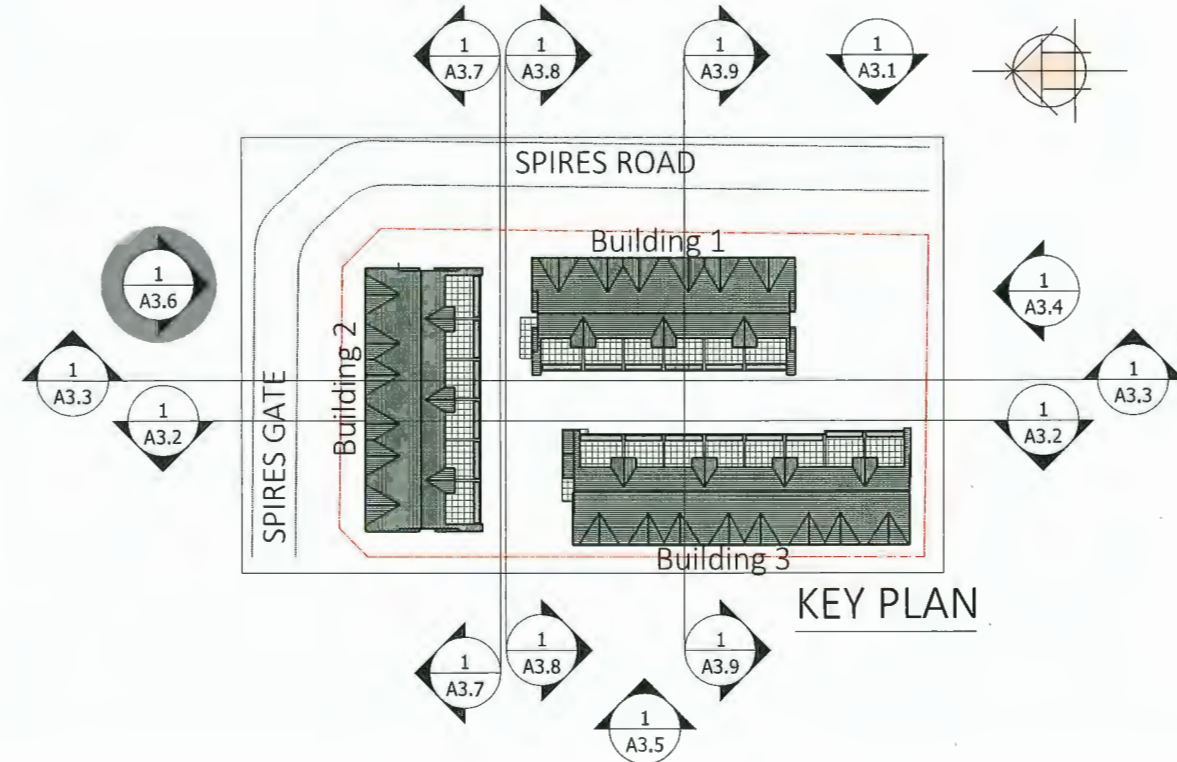 1
A3.7
1
A3.8
1
A3.9
1
A3.1
SPIRES ROAD
Building 1
1
A3.6
1
A3.4
Building 2
SPIRES GATE
1
A3.3
1
A3.3
1
A3.2
1
A3.2
Building 3
KEY PLAN
1
A3.7
1
A3.8
1
A3.9
1
A3.5